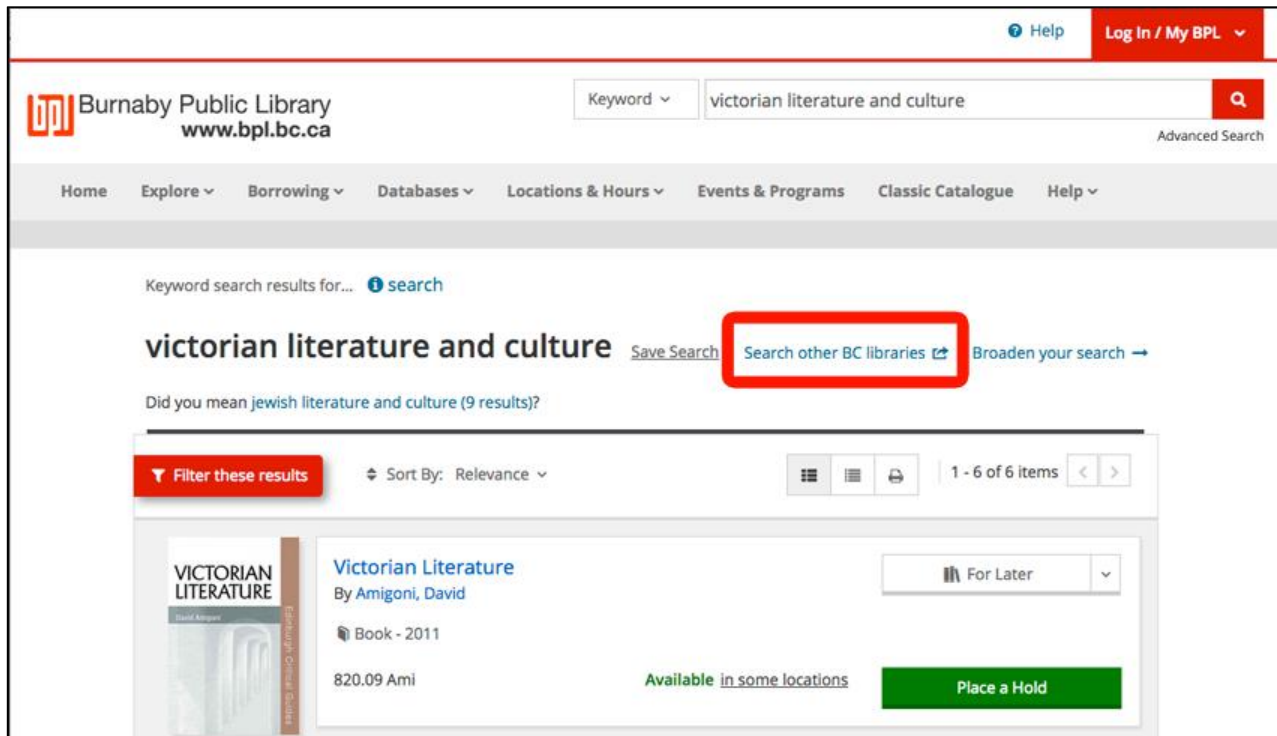 Help
Log In / My BPL
bpl Burnaby Public Library
www.bpl.bc.ca
Keyword
victorian literature and culture
Advanced Search
Home Explore Borrowing Databases Locations & Hours Events & Programs Classic Catalogue Help
Keyword search results for... search
victorian literature and culture Save Search Search other BC libraries Broaden your search →
Did you mean jewish literature and culture (9 results)?
Filter these results Sort By: Relevance 1 - 6 of 6 items < >
VICTORIAN
LITERATURE
David Amigoni
Edinburgh Critical Guides
Victorian Literature
By Amigoni, David
Book - 2011
820.09 Ami
Available in some locations
For Later
Place a Hold